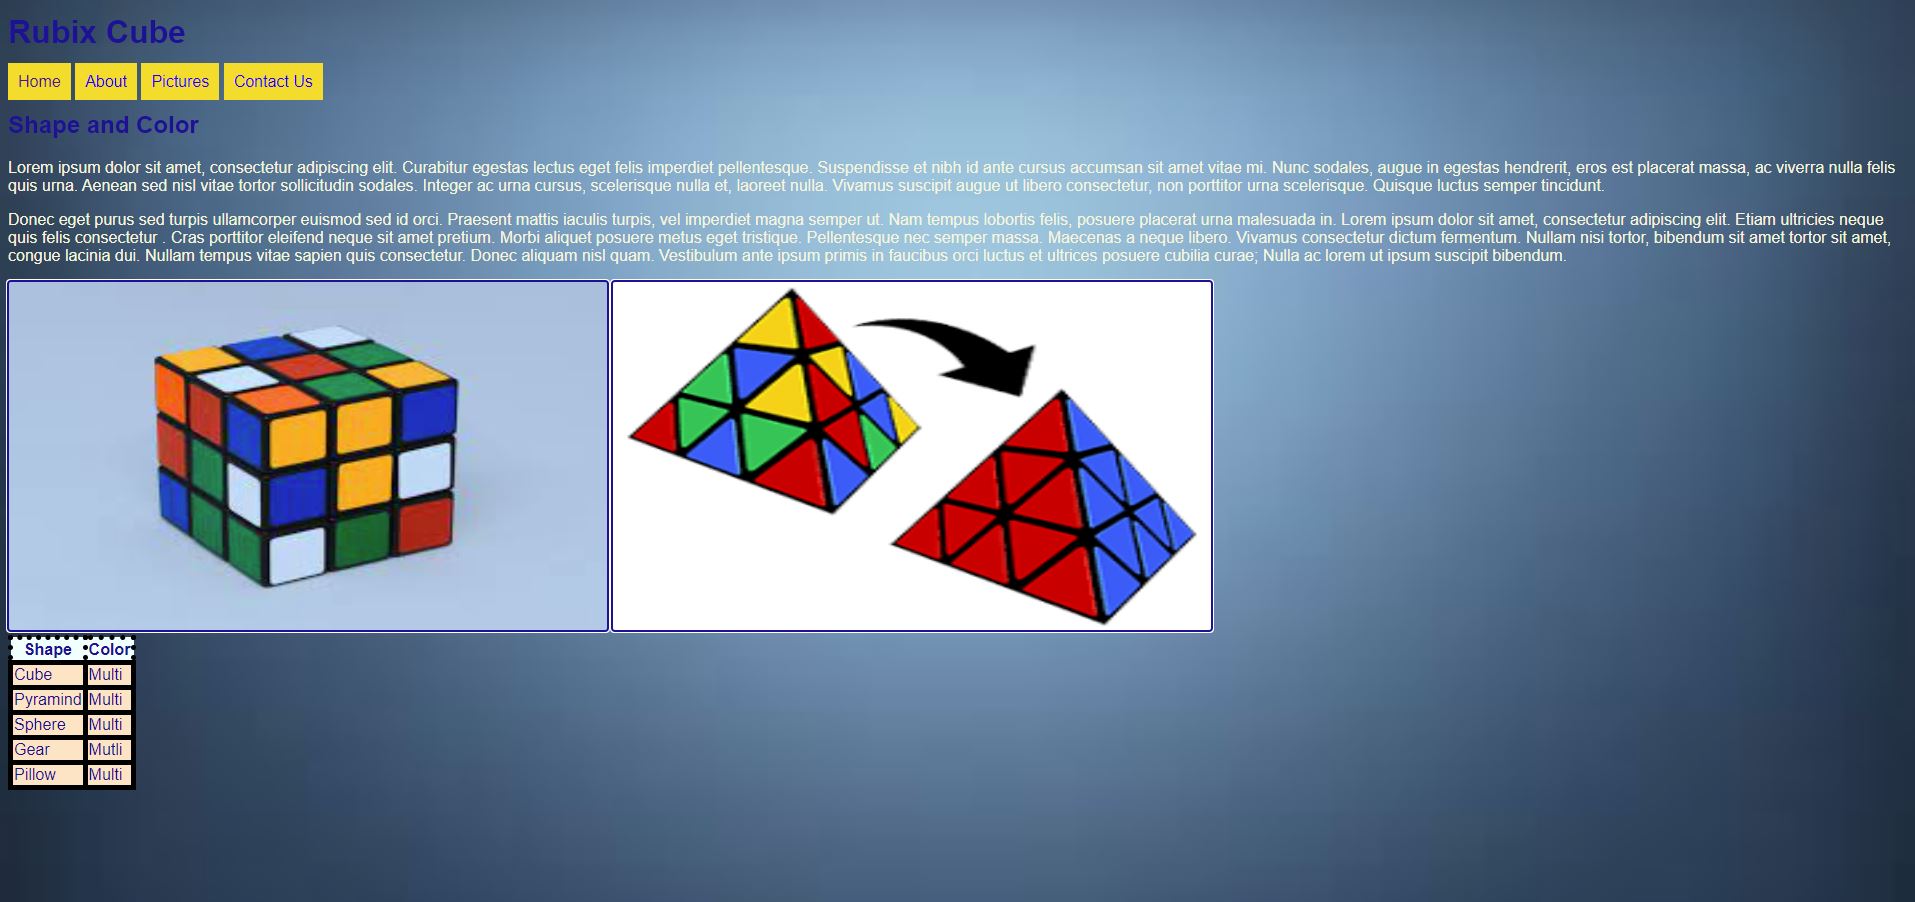 Rubix Cube
Home About Pictures Contact Us
Shape and Color
Lorem ipsum dolor sit amet, consectetur adipiscing elit. Curabitur egestas lectus eget felis imperdiet pellentesque. Suspendisse et nibh id ante cursus accumsan sit amet vitae mi. Nunc sodales, augue in egestas hendrerit, eros est placerat massa, ac viverra nulla felis
quis urna. Aenean sed nisl vitae tortor sollicitudin sodales. Integer ac urna cursus, scelerisque nulla et, laoreet nulla. Vivamus suscipit augue ut libero consectetur, non porttitor urna scelerisque. Quisque luctus semper tincidunt.
Donec eget purus sed turpis ullamcorper euismod sed id orci. Praesent mattis iaculis turpis, vel imperdiet magna semper ut. Nam tempus lobortis felis, posuere placerat urna malesuada in. Lorem ipsum dolor sit amet, consectetur adipiscing elit. Etiam ultricies neque
quis felis consectetur . Cras porttitor eleifend neque sit amet pretium. Morbi aliquet posuere metus eget tristique. Pellentesque nec semper massa. Maecenas a neque libero. Vivamus consectetur dictum fermentum. Nullam nisi tortor, bibendum sit amet tortor sit amet,
congue lacinia dui. Nullam tempus vitae sapien quis consectetur. Donec aliquam nisl quam. Vestibulum ante ipsum primis in faucibus orci luctus et ultrices posuere cubilia curae; Nulla ac lorem ut ipsum suscipit bibendum.
Shape Color
Cube Multi
Pyramind Multi
Sphere Multi
Gear Mutli
Pillow Multi